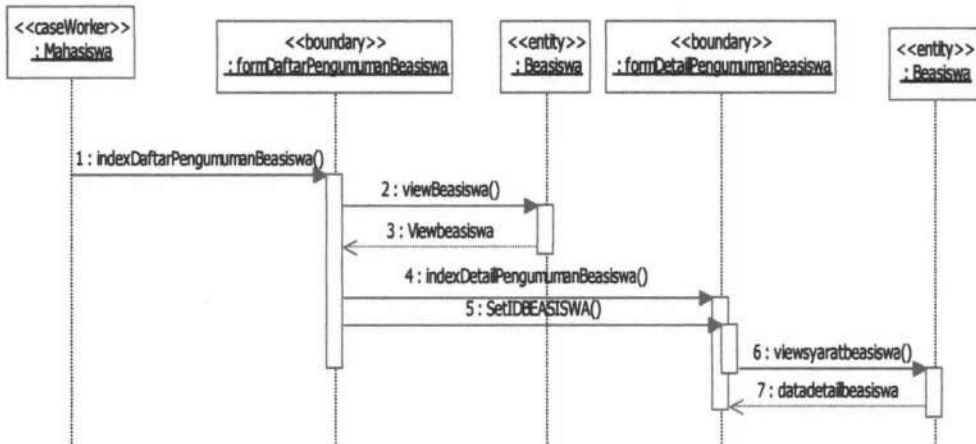 <<caseWorker>>
: Mahasiswa
<<boundary>>
: formDaftarPengumumanBeasiswa
<<entity>>
: Beasiswa
<<boundary>>
: formDetailPengumumanBeasiswa
<<entity>>
: Beasiswa
1 : indexDaftarPengumumanBeasiswa()
2 : viewBeasiswa()
3 : Viewbeasiswa
4 : indexDetailPengumumanBeasiswa()
5 : SetIDBEASISWA()
6 : viewsyaratbeasiswa()
7 : datadetailbeasiswa